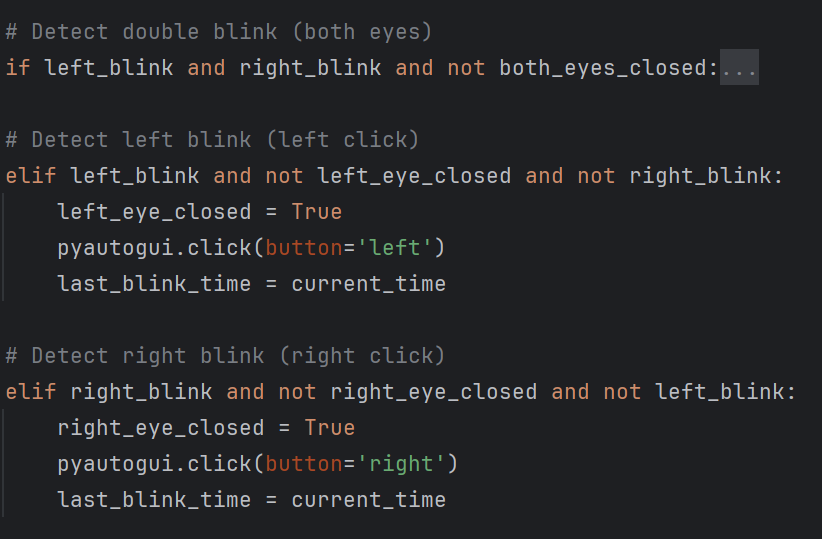 # Detect double blink (both eyes)
if left_blink and right_blink and not both_eyes_closed:...
# Detect left blink (left click)
elif left_blink and not left_eye_closed and not right_blink:
    left_eye_closed = True
    pyautogui.click(button='left')
    last_blink_time = current_time
# Detect right blink (right click)
elif right_blink and not right_eye_closed and not left_blink:
    right_eye_closed = True
    pyautogui.click(button='right')
    last_blink_time = current_time